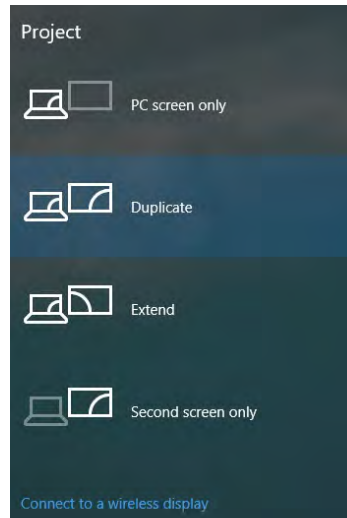 Project
PC screen only
Duplicate
Extend
Second screen only
Connect to a wireless display